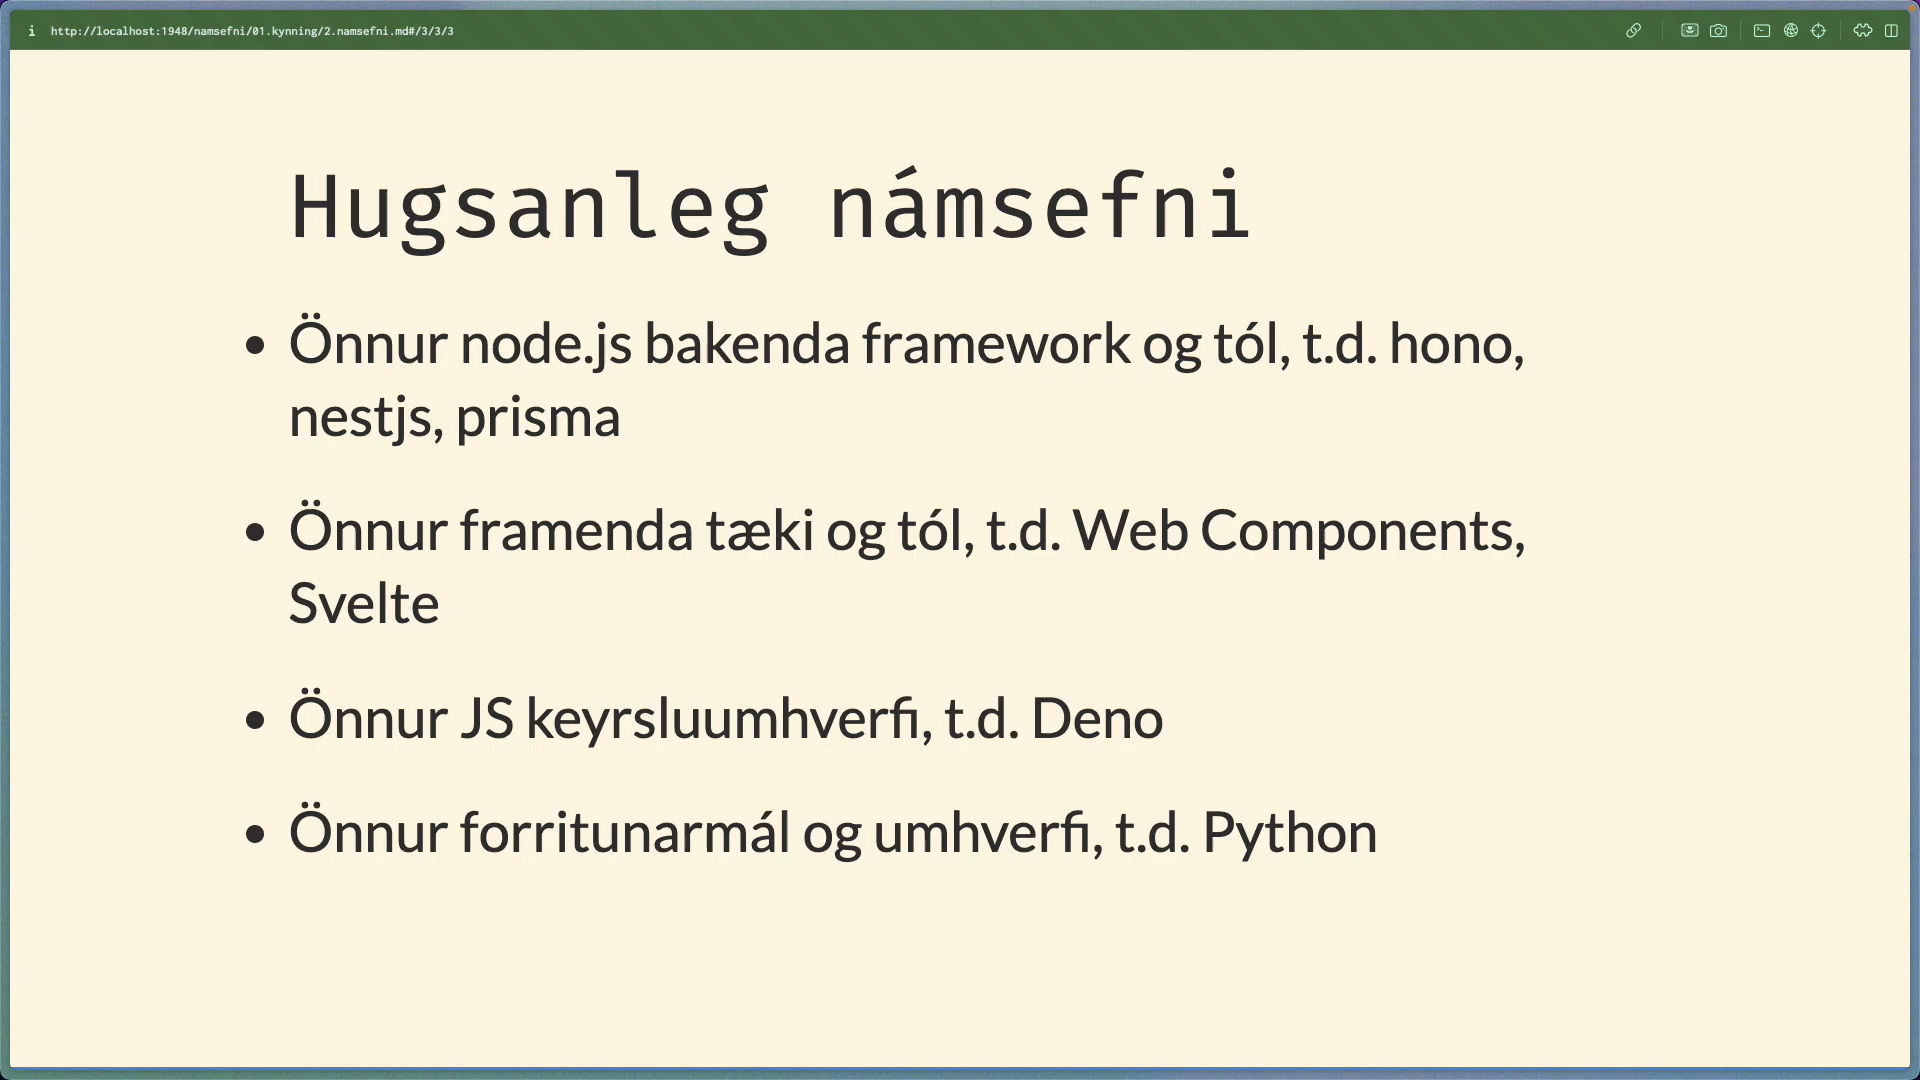 i http://localhost:1948/namsefni/01.kynning/2.namsefni.md#/3/3/3
Hugsanleg námsefni
• Önnur node.js bakenda framework og tól, t.d. hono,
nestjs, prisma
• Önnur framenda tæki og tól, t.d. Web Components,
Svelte
• Önnur JS keyrsluumhverfi, t.d. Deno
• Önnur forritunarmál og umhverfi, t.d. Python